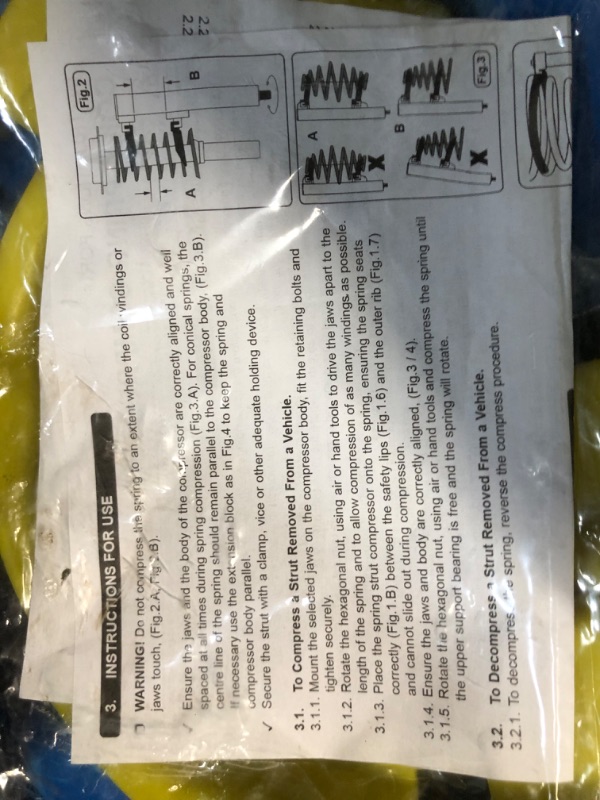 3. INSTRUCTIONS FOR USE
WARNING! Do not compress the spring to an extent where the coil windings or
jaws touch, (Fig.2.A, Fig.2.B).
✓ Ensure the jaws and the body of the compressor are correctly aligned and well
spaced at all times during spring compression (Fig.3.A). For conical springs, the
centre line of the spring should remain parallel to the compressor body, (Fig.3.B).
If necessary use the extension block as in Fig.4 to keep the spring and
compressor body parallel.
✓ Secure the strut with a clamp, vice or other adequate holding device.
3.1. To Compress a Strut Removed From a Vehicle.
3.1.1. Mount the selected jaws on the compressor body, fit the retaining bolts and
tighten securely.
3.1.2. Rotate the hexagonal nut, using air or hand tools to drive the jaws apart to the
length of the spring and to allow compression of as many windings as possible.
3.1.3. Place the spring strut compressor onto the spring, ensuring the spring seats
correctly (Fig.1.B) between the safety lips (Fig.1.6) and the outer rib (Fig.1.7)
and cannot slide out during compression.
3.1.4. Ensure the jaws and body are correctly aligned, (Fig.3 / 4).
3.1.5. Rotate the hexagonal nut, using air or hand tools and compress the spring until
the upper support bearing is free and the spring will rotate.
3.2. To Decompress a Strut Removed From a Vehicle.
3.2.1. To decompress the spring, reverse the compress procedure.
Fig.2
A
B
A
B
X
X
Fig.3
2.2
2.2